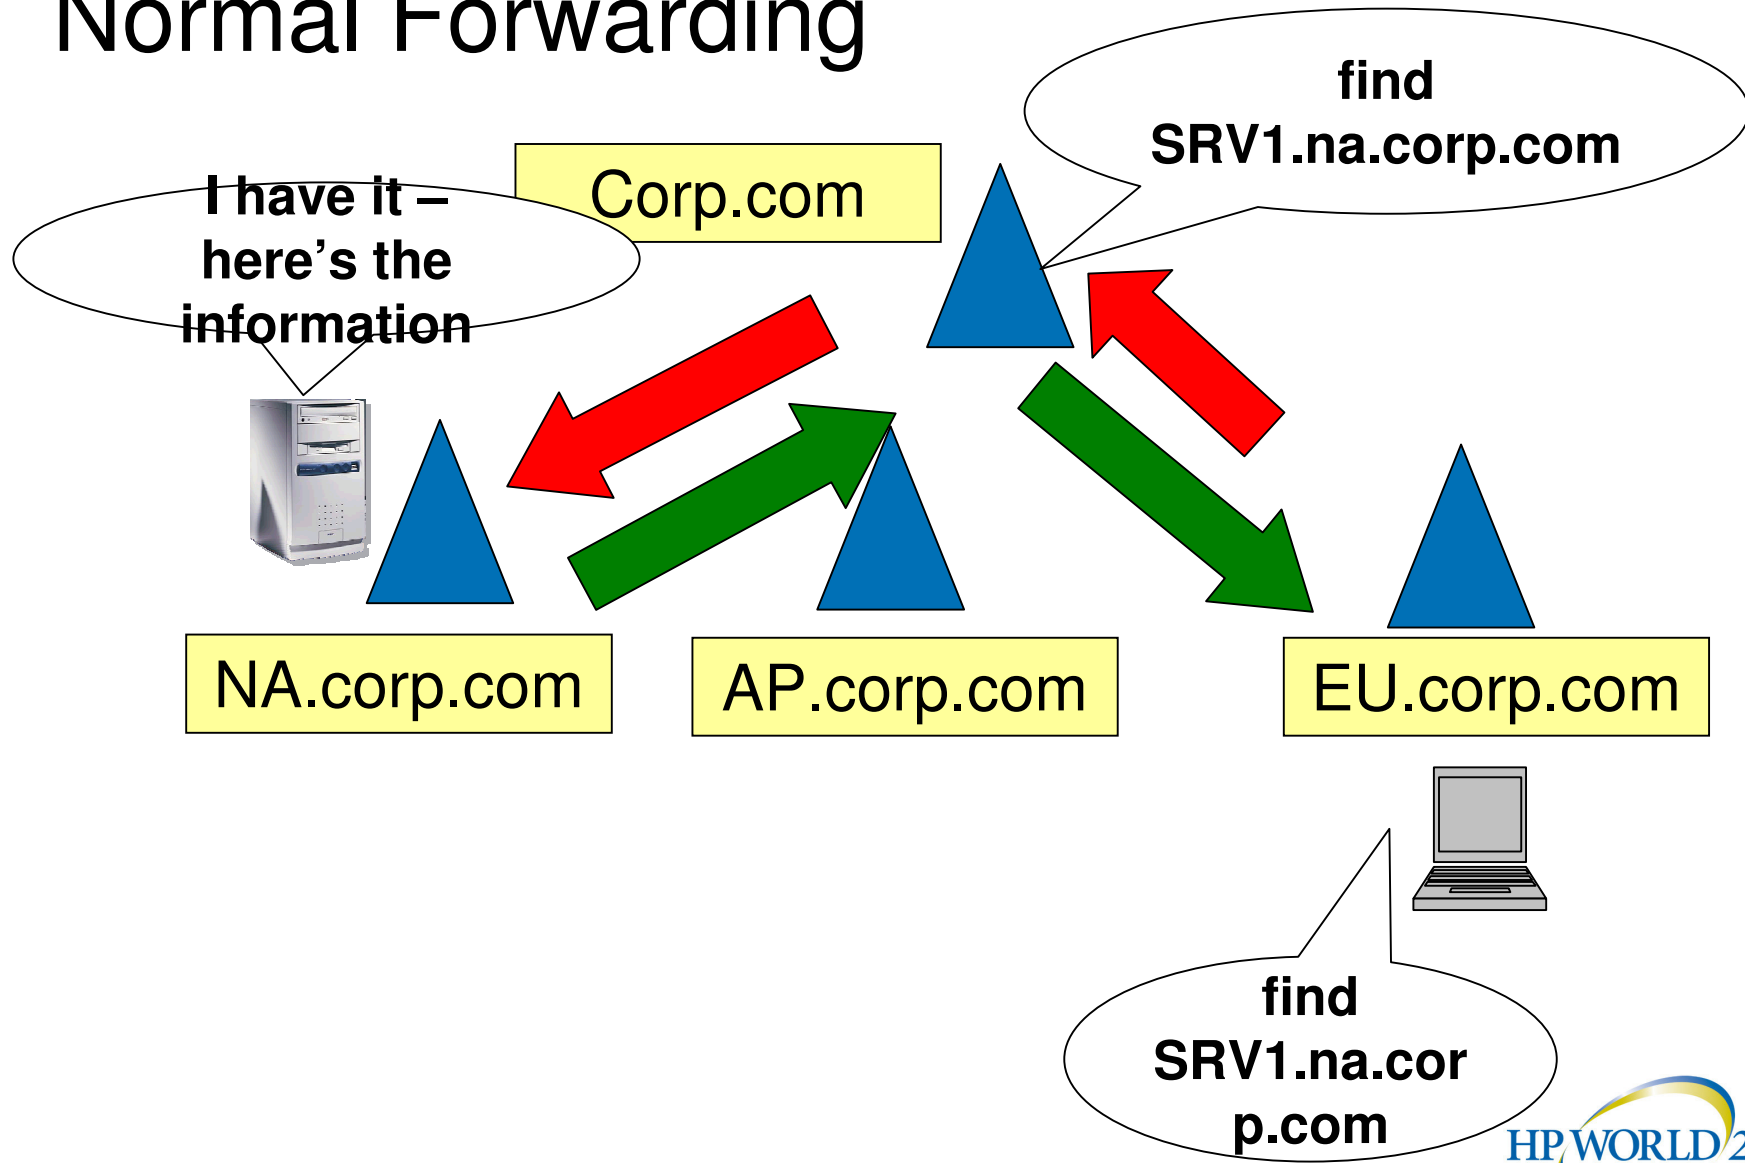 Normal Forwarding
find
SRV1.na.corp.com
Corp.com
I have it –
here's the
information
NA.corp.com
AP.corp.com
EU.corp.com
find
SRV1.na.cor
p.com
HP WORLD 2